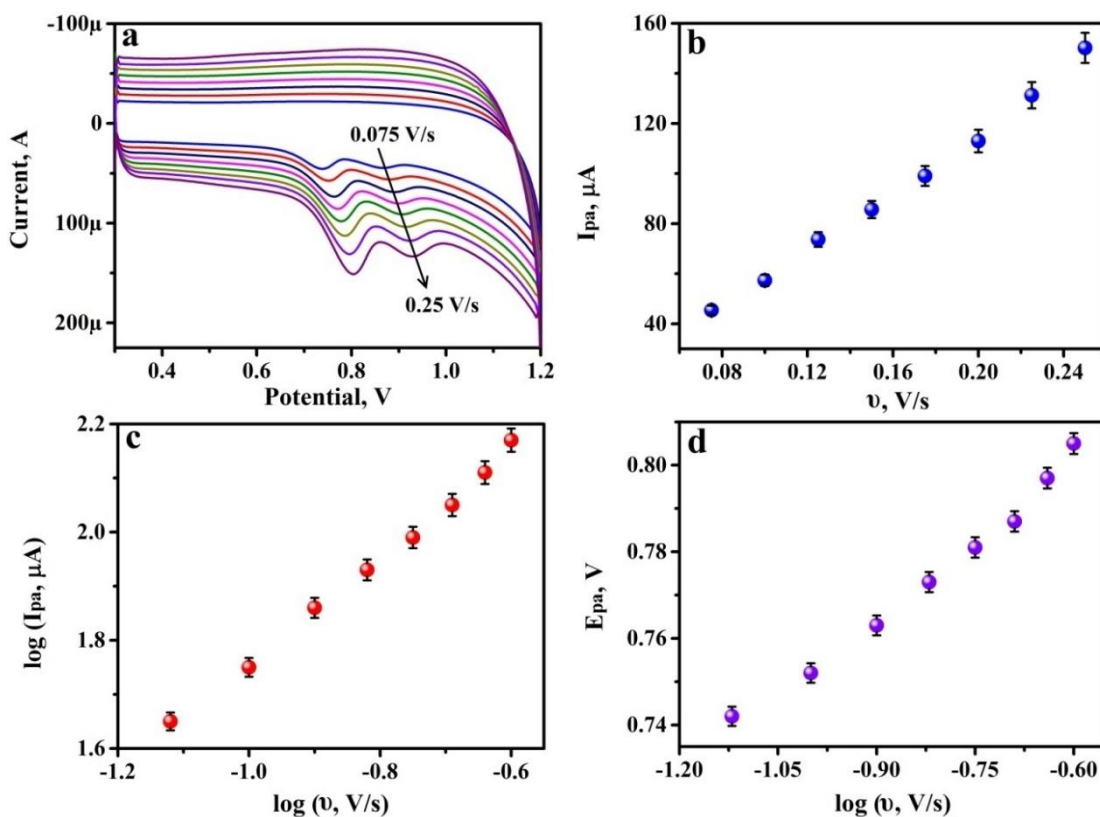 a
-100μ
0
100μ
200μ
Current, A
0.075 V/s
0.25 V/s
0.4 0.6 0.8 1.0 1.2
Potential, V
b
160
120
80
40
Ipa, μA
0.08 0.12 0.16 0.20 0.24
υ, V/s
c
2.2
2.0
1.8
1.6
log (Ipa, μA)
-1.2 -1.0 -0.8 -0.6
log (υ, V/s)
d
0.80
0.78
0.76
0.74
Epa, V
-1.20 -1.05 -0.90 -0.75 -0.60
log (υ, V/s)